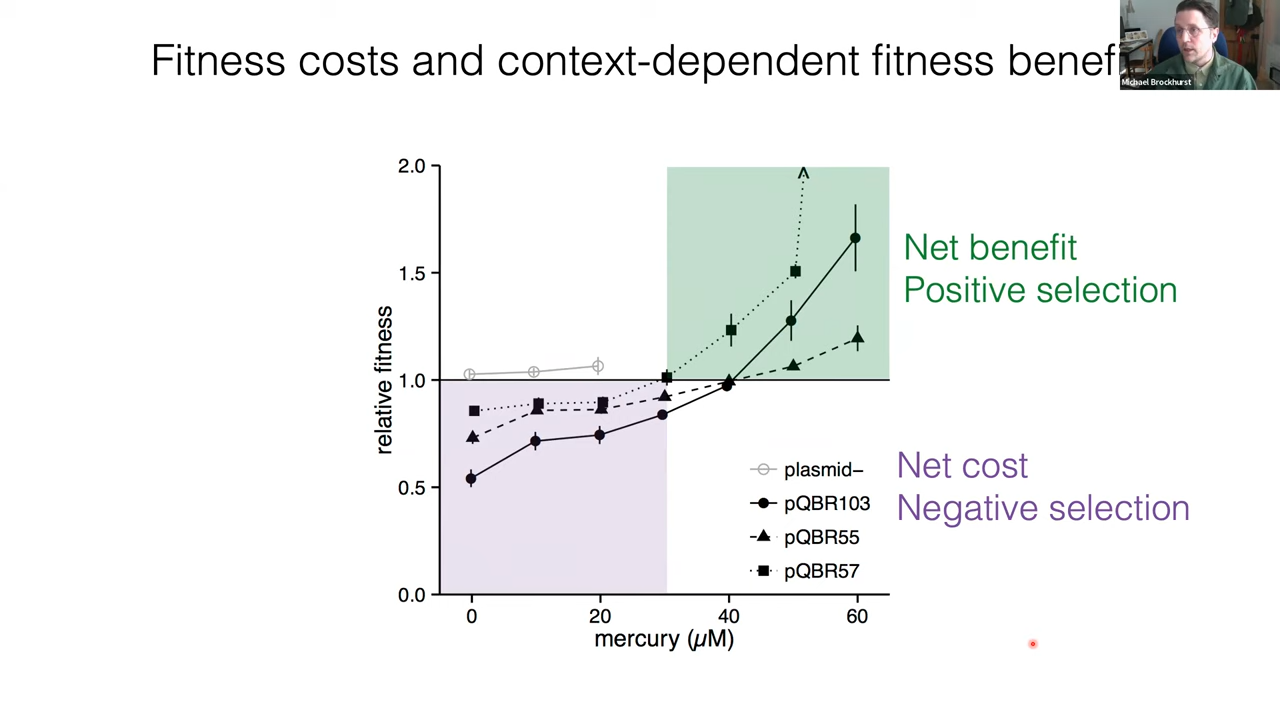 Fitness costs and context-dependent fitness benefi
Michael Brockhurst
2.0
1.5
1.0
0.5
0.0
relative fitness
0
20
40
60
mercury (µM)
plasmid–
pQBR103
pQBR55
pQBR57
Net benefit
Positive selection
Net cost
Negative selection